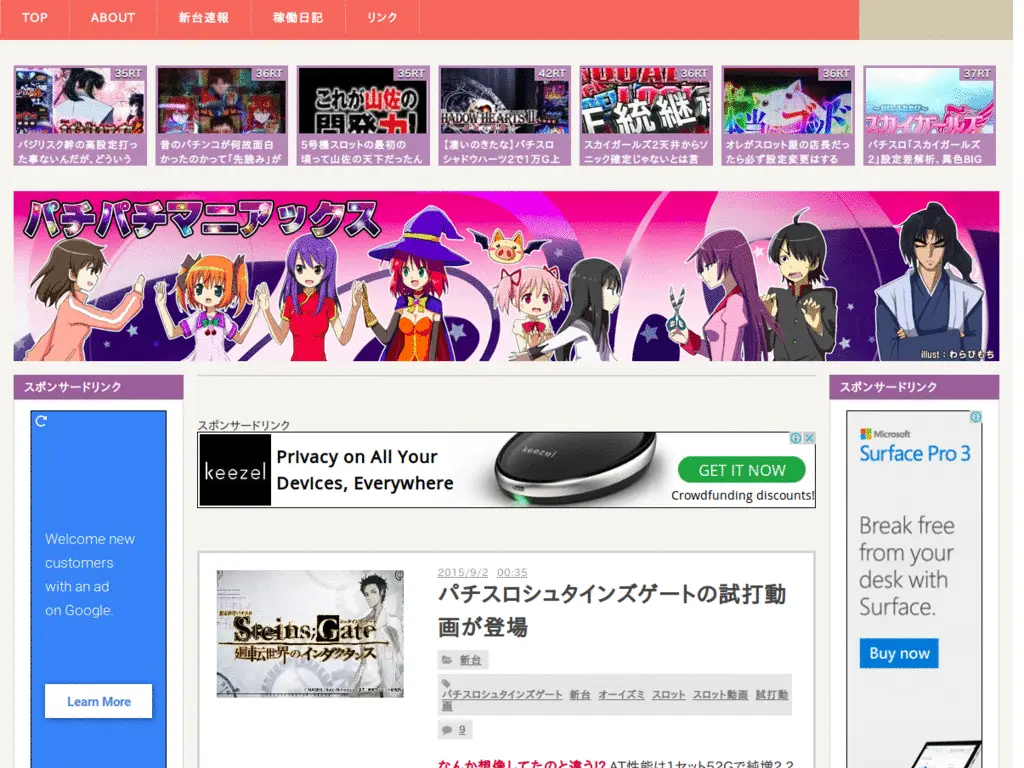 TOP
ABOUT
新台速報
稼働日記
リンク
35RT
バジリスク絆の高設定打っ
た事ないんだが、どういう
36RT
昔のパチンコが何故面白
かったのかって「先読み」が
35RT
これが山佐の
開発力!
5号機スロットの最初の
頃って山佐の天下だったん
42RT
HADOW HEARTS II
【凄いのきたな】パチスロ
シャドウハーツ2で1万G上
36RT
統継
スカイガールズ2天井からソ
ニック確定じゃないとは言
36RT
オレがスロット屋の店長だっ
たら必ず設定変更はする
37RT
スカイガールズ
パチスロ「スカイガールズ
2」設定差解析、異色BIG
パチパチマニアックス
illust：わらびもち
スポンサードリンク
Welcome new
customers
with an ad
on Google.
Learn More
スポンサードリンク
keezel
Privacy on All Your
Devices, Everywhere
keezel
GET IT NOW
Crowdfunding discounts!
2015/9/2 00:35
パチスロシュタインズゲートの試打動
画が登場
Steins;Gate
廻転世界のインダクタンス
新台
パチスロシュタインズゲート 新台 オーイズミ スロット スロット動画 試打動
画
9
なんか想像してたのと違う!? AT性能は1セット52Gで純増2.2
スポンサードリンク
Microsoft
Surface Pro 3
Break free
from your
desk with
Surface.
Buy now